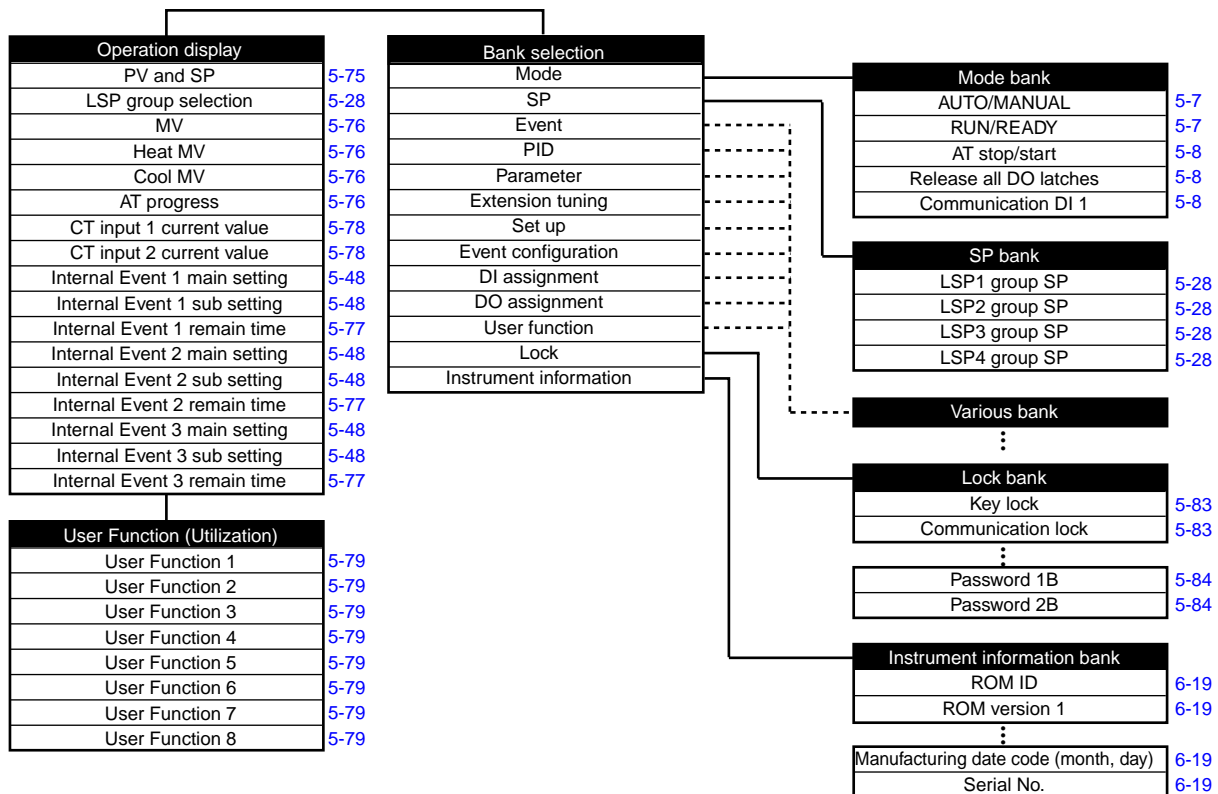 Operation display
PV and SP 5-75
LSP group selection 5-28
MV 5-76
Heat MV 5-76
Cool MV 5-76
AT progress 5-76
CT input 1 current value 5-78
CT input 2 current value 5-78
Internal Event 1 main setting 5-48
Internal Event 1 sub setting 5-48
Internal Event 1 remain time 5-77
Internal Event 2 main setting 5-48
Internal Event 2 sub setting 5-48
Internal Event 2 remain time 5-77
Internal Event 3 main setting 5-48
Internal Event 3 sub setting 5-48
Internal Event 3 remain time 5-77
User Function (Utilization)
User Function 1 5-79
User Function 2 5-79
User Function 3 5-79
User Function 4 5-79
User Function 5 5-79
User Function 6 5-79
User Function 7 5-79
User Function 8 5-79
Bank selection
Mode
SP
Event
PID
Parameter
Extension tuning
Set up
Event configuration
DI assignment
DO assignment
User function
Lock
Instrument information
Mode bank
AUTO/MANUAL 5-7
RUN/READY 5-7
AT stop/start 5-8
Release all DO latches 5-8
Communication DI 1 5-8
SP bank
LSP1 group SP 5-28
LSP2 group SP 5-28
LSP3 group SP 5-28
LSP4 group SP 5-28
Various bank
Lock bank
Key lock 5-83
Communication lock 5-83
Password 1B 5-84
Password 2B 5-84
Instrument information bank
ROM ID 6-19
ROM version 1 6-19
Manufacturing date code (month, day) 6-19
Serial No. 6-19